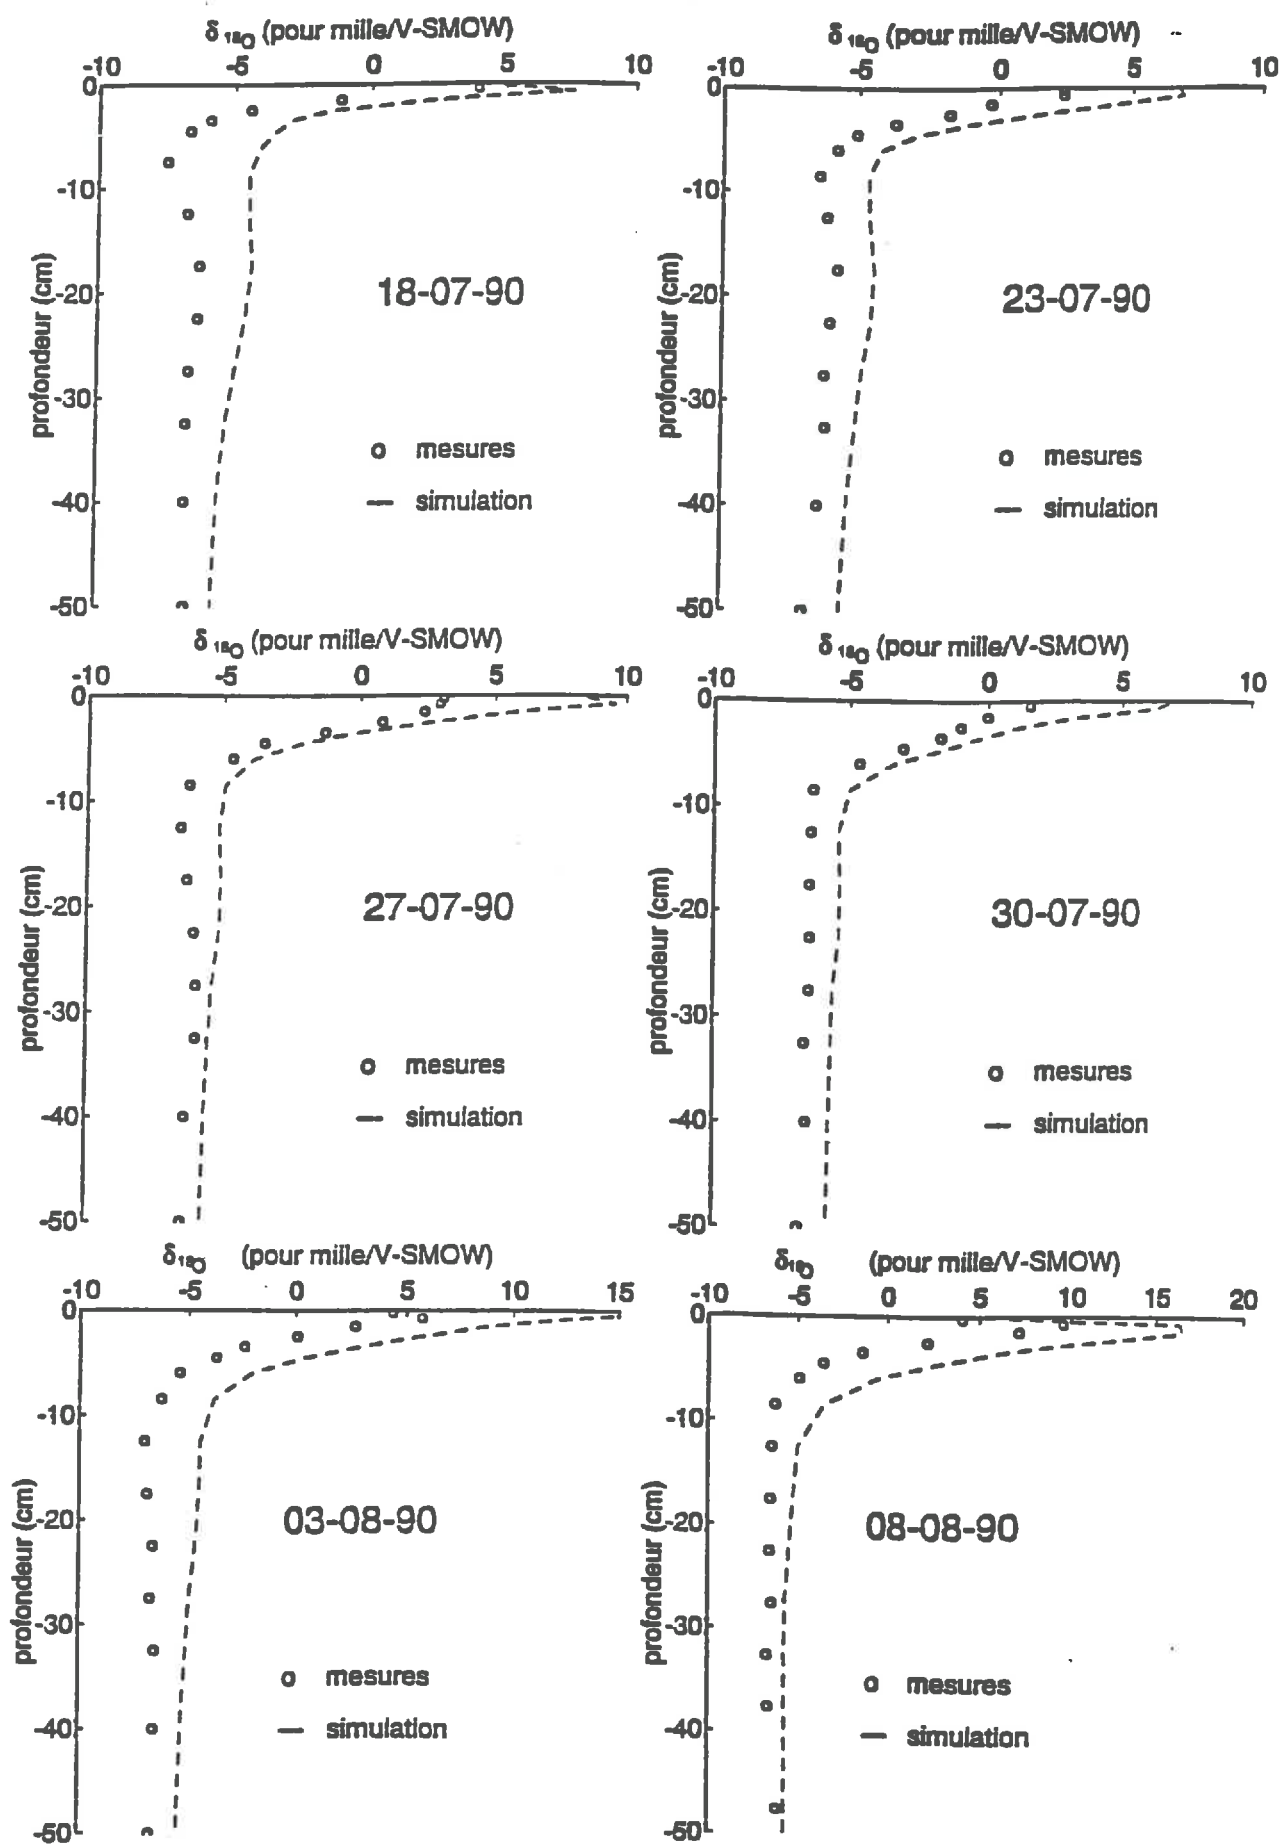 δ 18O (pour mille/V-SMOW)
-10 -5 0 5 10
0
-10
-20
-30
-40
-50
profondeur (cm)
18-07-90
o mesures
— simulation
δ 18O (pour mille/V-SMOW)
-10 -5 0 5 10
0
-10
-20
-30
-40
-50
profondeur (cm)
23-07-90
o mesures
— simulation
δ 18O (pour mille/V-SMOW)
-10 -5 0 5 10
0
-10
-20
-30
-40
-50
profondeur (cm)
27-07-90
o mesures
— simulation
δ 18O (pour mille/V-SMOW)
-10 -5 0 5 10
0
-10
-20
-30
-40
-50
profondeur (cm)
30-07-90
o mesures
— simulation
δ18O (pour mille/V-SMOW)
-10 -5 0 5 10 15
0
-10
-20
-30
-40
-50
profondeur (cm)
03-08-90
o mesures
— simulation
δ18O (pour mille/V-SMOW)
-10 -5 0 5 10 15 20
0
-10
-20
-30
-40
-50
profondeur (cm)
08-08-90
o mesures
— simulation